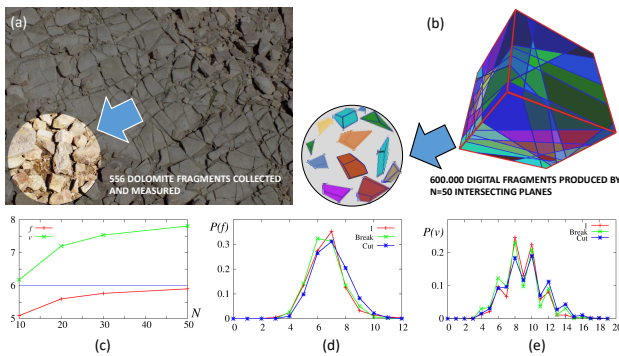 (a)
(b)
556 DOLOMITE FRAGMENTS COLLECTED
AND MEASURED
600.000 DIGITAL FRAGMENTS PRODUCED BY
N=50 INTERSECTING PLANES
8
7
6
5
f
v
10 20 30 40 50
N
(c)
P(f)
0.3
0.2
0.1
0
1
Break
Cut
0 2 4 6 8 10 12
(d)
P(v)
0.3
0.2
0.1
0
1
Break
Cut
0 2 4 6 8 10 12 14 16 18 20
(e)